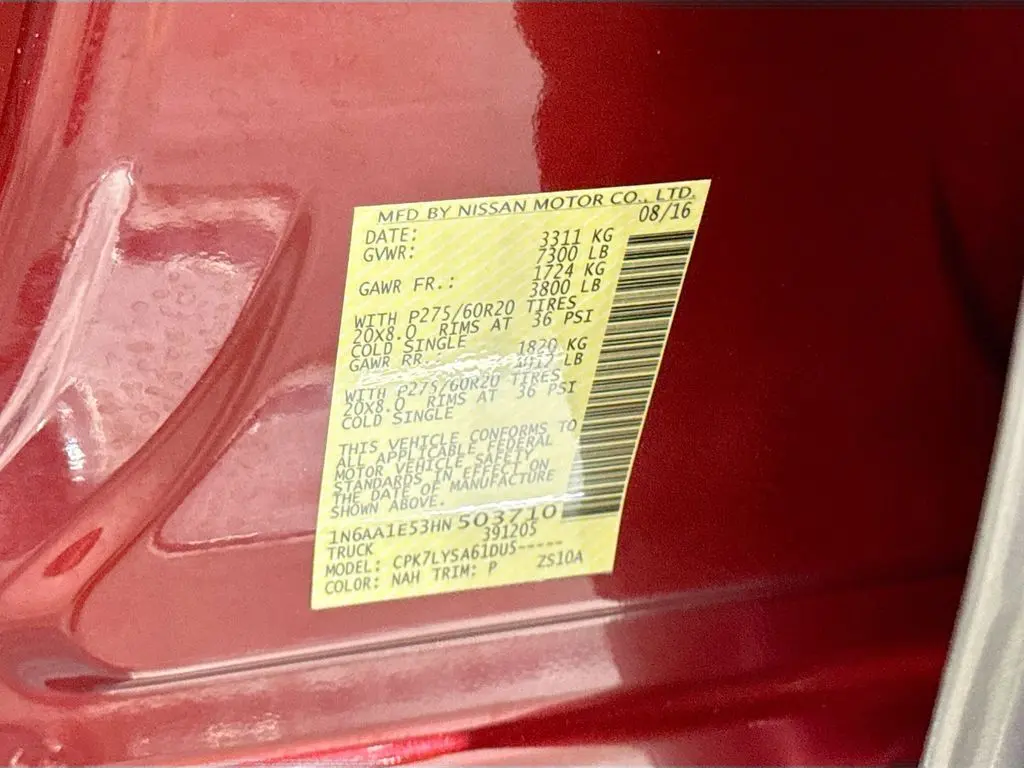 MFD BY NISSAN MOTOR CO., LTD.
DATE: 08/16
GVWR: 3311 KG
7300 LB
GAWR FR.: 1724 KG
3800 LB
WITH P275/60R20 TIRES
20X8.0 RIMS AT 36 PSI
COLD SINGLE
GAWR RR.: 1820 KG
LB
WITH P275/60R20 TIRES
20X8.0 RIMS AT 36 PSI
COLD SINGLE
THIS VEHICLE CONFORMS TO
ALL APPLICABLE FEDERAL
MOTOR VEHICLE SAFETY
STANDARDS IN EFFECT ON
THE DATE OF MANUFACTURE
SHOWN ABOVE.
1N6AA1E53HN503710
TRUCK 391205
MODEL: CPK7LYSA61DUS-----
COLOR: NAH TRIM: P ZS10A